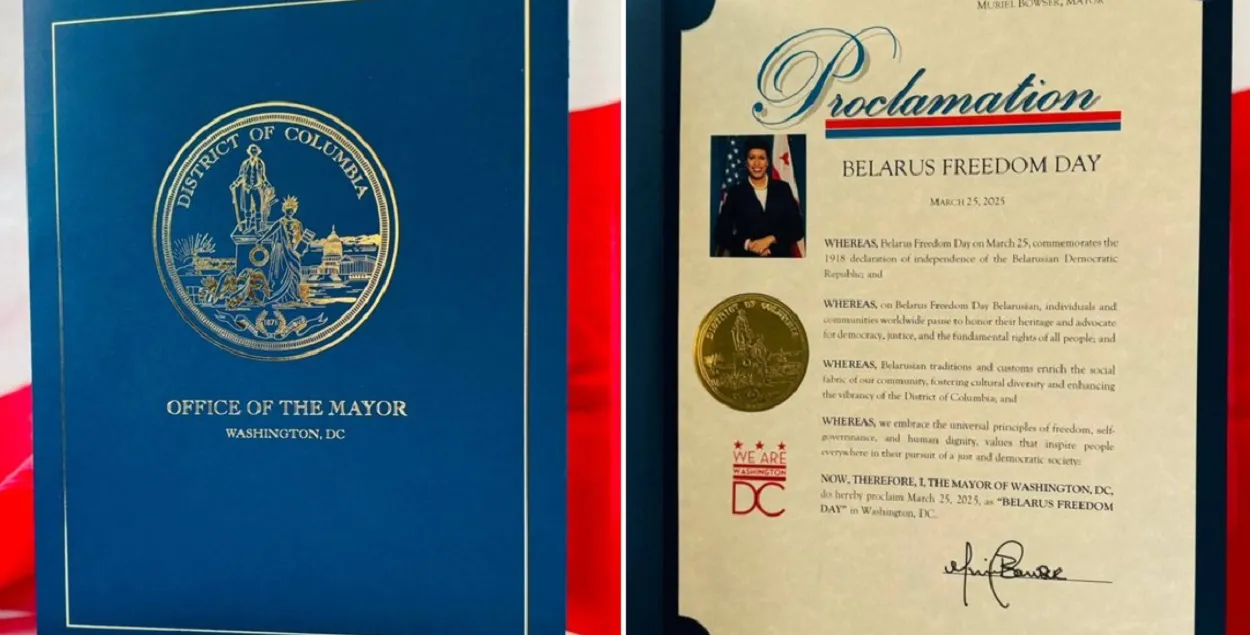 DISTRICT OF COLUMBIA
1871
OFFICE OF THE MAYOR
WASHINGTON, DC
MURIEL BOWSER, MAYOR
Proclamation
BELARUS FREEDOM DAY
MARCH 25, 2025
WHEREAS, Belarus Freedom Day on March 25, commemorates the
1918 declaration of independence of the Belarusian Democratic
Republic; and
WHEREAS, on Belarus Freedom Day Belarusian, individuals and
communities worldwide pause to honor their heritage and advocate
for democracy, justice, and the fundamental rights of all people; and
DISTRICT OF COLUMBIA
WHEREAS, Belarusian traditions and customs enrich the social
fabric of our community, fostering cultural diversity and enhancing
the vibrancy of the District of Columbia; and
WHEREAS, we embrace the universal principles of freedom, self-
governance, and human dignity, values that inspire people
everywhere in their pursuit of a just and democratic society:
WE ARE
WASHINGTON
DC
NOW, THEREFORE, I, THE MAYOR OF WASHINGTON, DC,
do hereby proclaim March 25, 2025, as "BELARUS FREEDOM
DAY" in Washington, DC.
Muriel Bowser